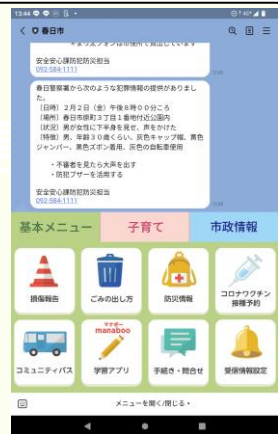 13:44
40°
春日市
安全安心課防犯防災担当
092-584-1111
春日警察署から次のような犯罪情報の提供がありました。
(日時) 2月2日(金)午後8時00分ころ
(場所) 春日市原町3丁目1番地付近公園内
(状況) 男が女性に下半身を見せ、声をかけた
(特徴) 男、年齢30歳くらい、灰色キャップ帽、黄色
ジャンパー、黒色ズボン着用、灰色の自転車使用
・不審者を見たら大声を出す
・防犯ブザーを活用する
安全安心課防犯防災担当
092-584-1111
基本メニュー
子育て
市政情報
損傷報告
ごみの出し方
防災情報
コロナワクチン
接種予約
コミュニティバス
マナボー
manaboo
学習アプリ
手続き・問合せ
受信情報設定
メニューを開く/閉じる